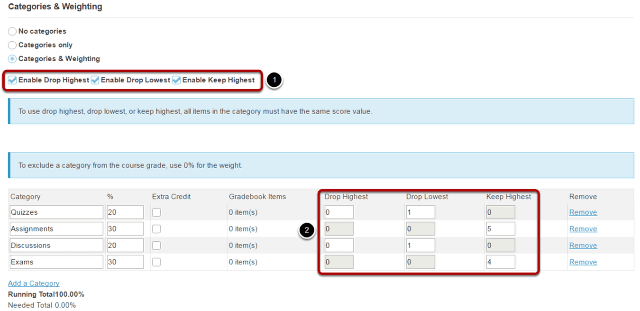 Categories & Weighting
No categories
Categories only
Categories & Weighting
Enable Drop Highest Enable Drop Lowest Enable Keep Highest 1
To use drop highest, drop lowest, or keep highest, all items in the category must have the same score value.
To exclude a category from the course grade, use 0% for the weight.
Category % Extra Credit Gradebook Items Drop Highest Drop Lowest Keep Highest Remove
Quizzes 20 0 item(s) 0 1 0 Remove
2
Assignments 30 0 item(s) 0 0 5 Remove
Discussions 20 0 item(s) 0 1 0 Remove
Exams 30 0 item(s) 0 0 4 Remove
Add a Category
Running Total100.00%
Needed Total 0.00%